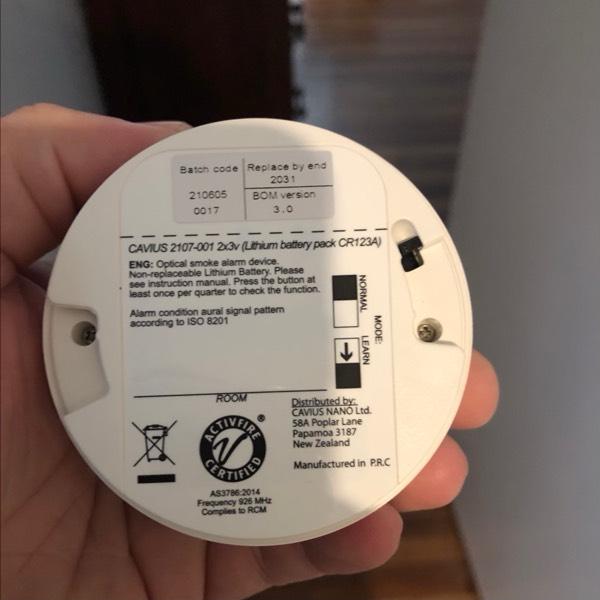 Batch code
210605
0017
Replace by end
2031
BOM version
3.0
CAVIUS 2107-001 2x3v (Lithium battery pack CR123A)
ENG: Optical smoke alarm device.
Non-replaceable Lithium Battery. Please
see instruction manual. Press the button at
least once per quarter to check the function.
Alarm condition aural signal pattern
according to ISO 8201
NORMAL
MODE:
LEARN
ROOM
ACTIVFIRE
®
CERTIFIED
AS3786:2014
Frequency 926 MHz
Complies to RCM
Distributed by:
CAVIUS NANO Ltd.
58A Poplar Lane
Papamoa 3187
New Zealand
Manufactured in P.R.C